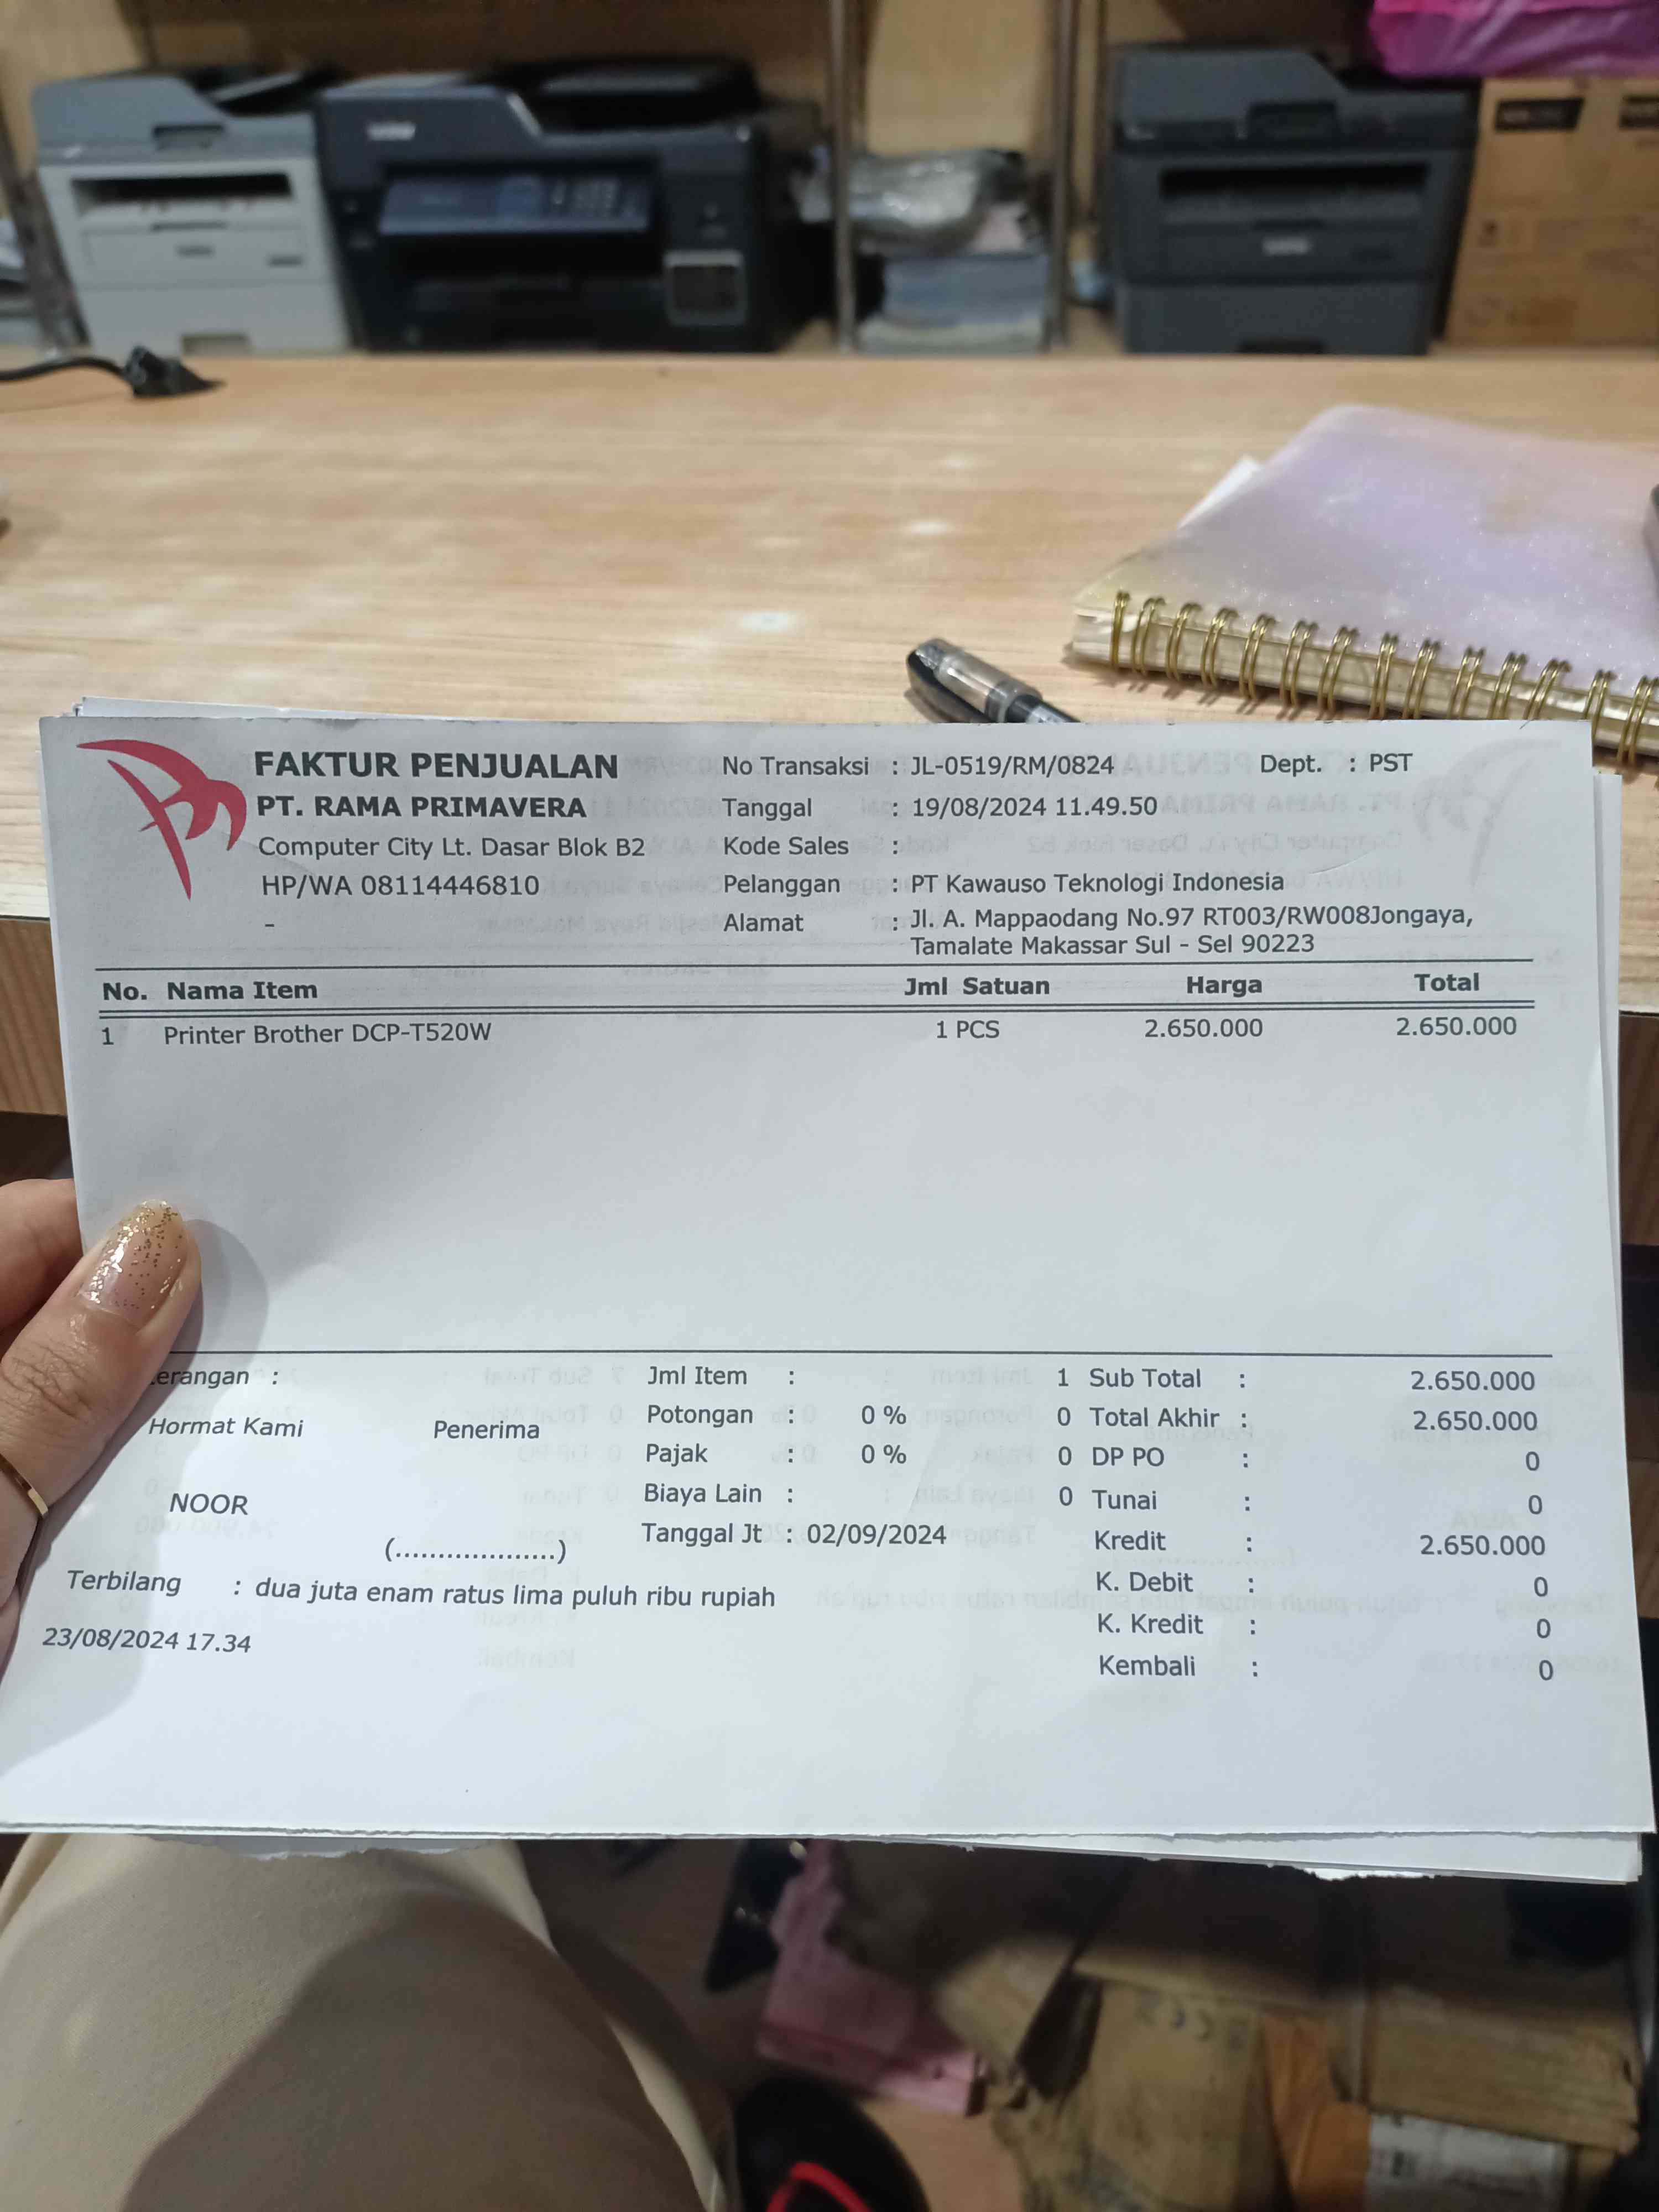 FAKTUR PENJUALAN
PT. RAMA PRIMAVERA
Computer City Lt. Dasar Blok B2
HP/WA 08114446810
-
No Transaksi : JL-0519/RM/0824
Dept. : PST
Tanggal : 19/08/2024 11.49.50
Kode Sales :
Pelanggan : PT Kawauso Teknologi Indonesia
Alamat : Jl. A. Mappaodang No.97 RT003/RW008Jongaya,
Tamalate Makassar Sul - Sel 90223
No. Nama Item Jml Satuan Harga Total
1 Printer Brother DCP-T520W 1 PCS 2.650.000 2.650.000
erangan :
Hormat Kami Penerima
NOOR
(...................)
Jml Item : 1
Potongan : 0 % 0
Pajak : 0 % 0
Biaya Lain : 0
Tanggal Jt : 02/09/2024
Sub Total : 2.650.000
Total Akhir : 2.650.000
DP PO : 0
Tunai : 0
Kredit : 2.650.000
K. Debit : 0
K. Kredit : 0
Kembali : 0
Terbilang : dua juta enam ratus lima puluh ribu rupiah
23/08/2024 17.34